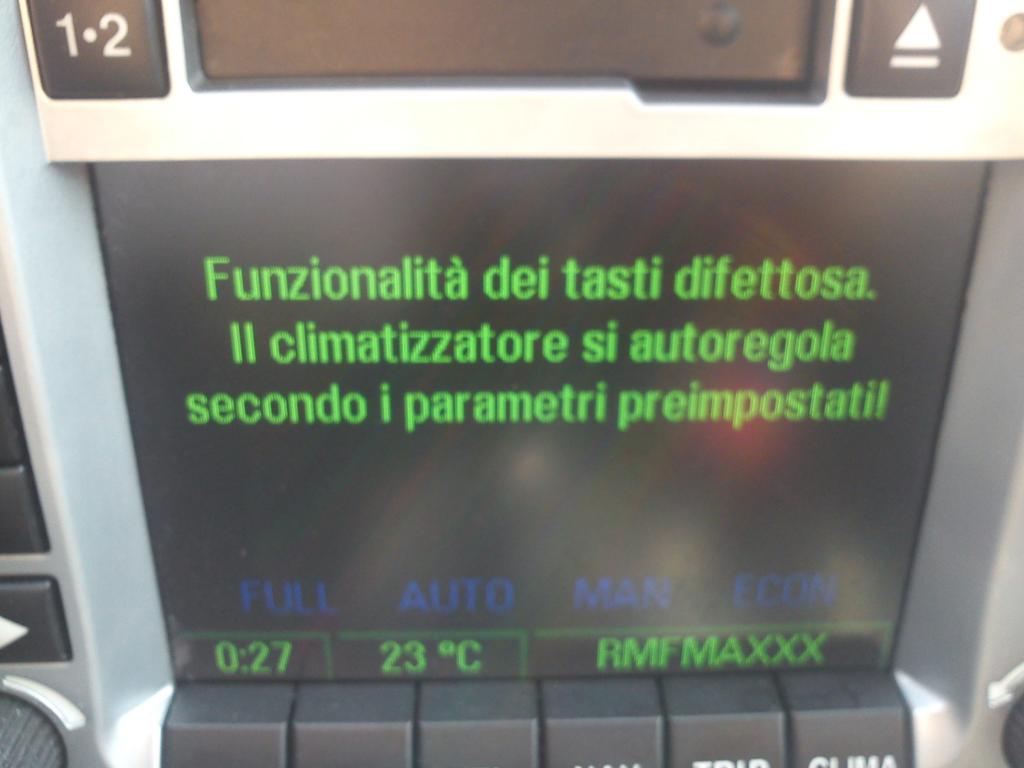 1•2
Funzionalità dei tasti difettosa.
Il climatizzatore si autoregola
secondo i parametri preimpostati!
FULL AUTO MAN ECON
0:27 23 ºC RMFMAXXX
TRIP CLIMA